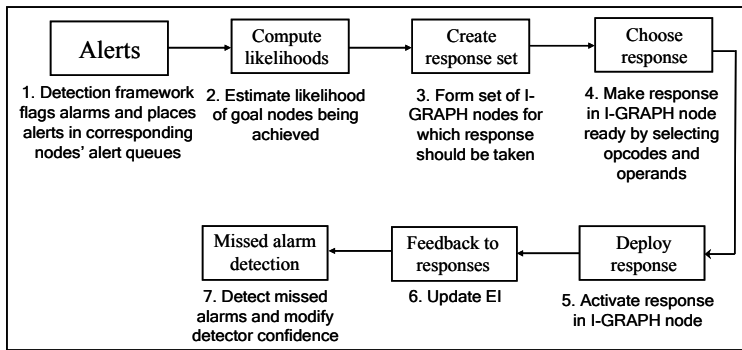 Alerts
1. Detection framework
flags alarms and places
alerts in corresponding
nodes' alert queues
Compute
likelihoods
2. Estimate likelihood
of goal nodes being
achieved
Create
response set
3. Form set of I-
GRAPH nodes for
which response
should be taken
Choose
response
4. Make response
in I-GRAPH node
ready by selecting
opcodes and
operands
Deploy
response
5. Activate response
in I-GRAPH node
Feedback to
responses
6. Update EI
Missed alarm
detection
7. Detect missed
alarms and modify
detector confidence